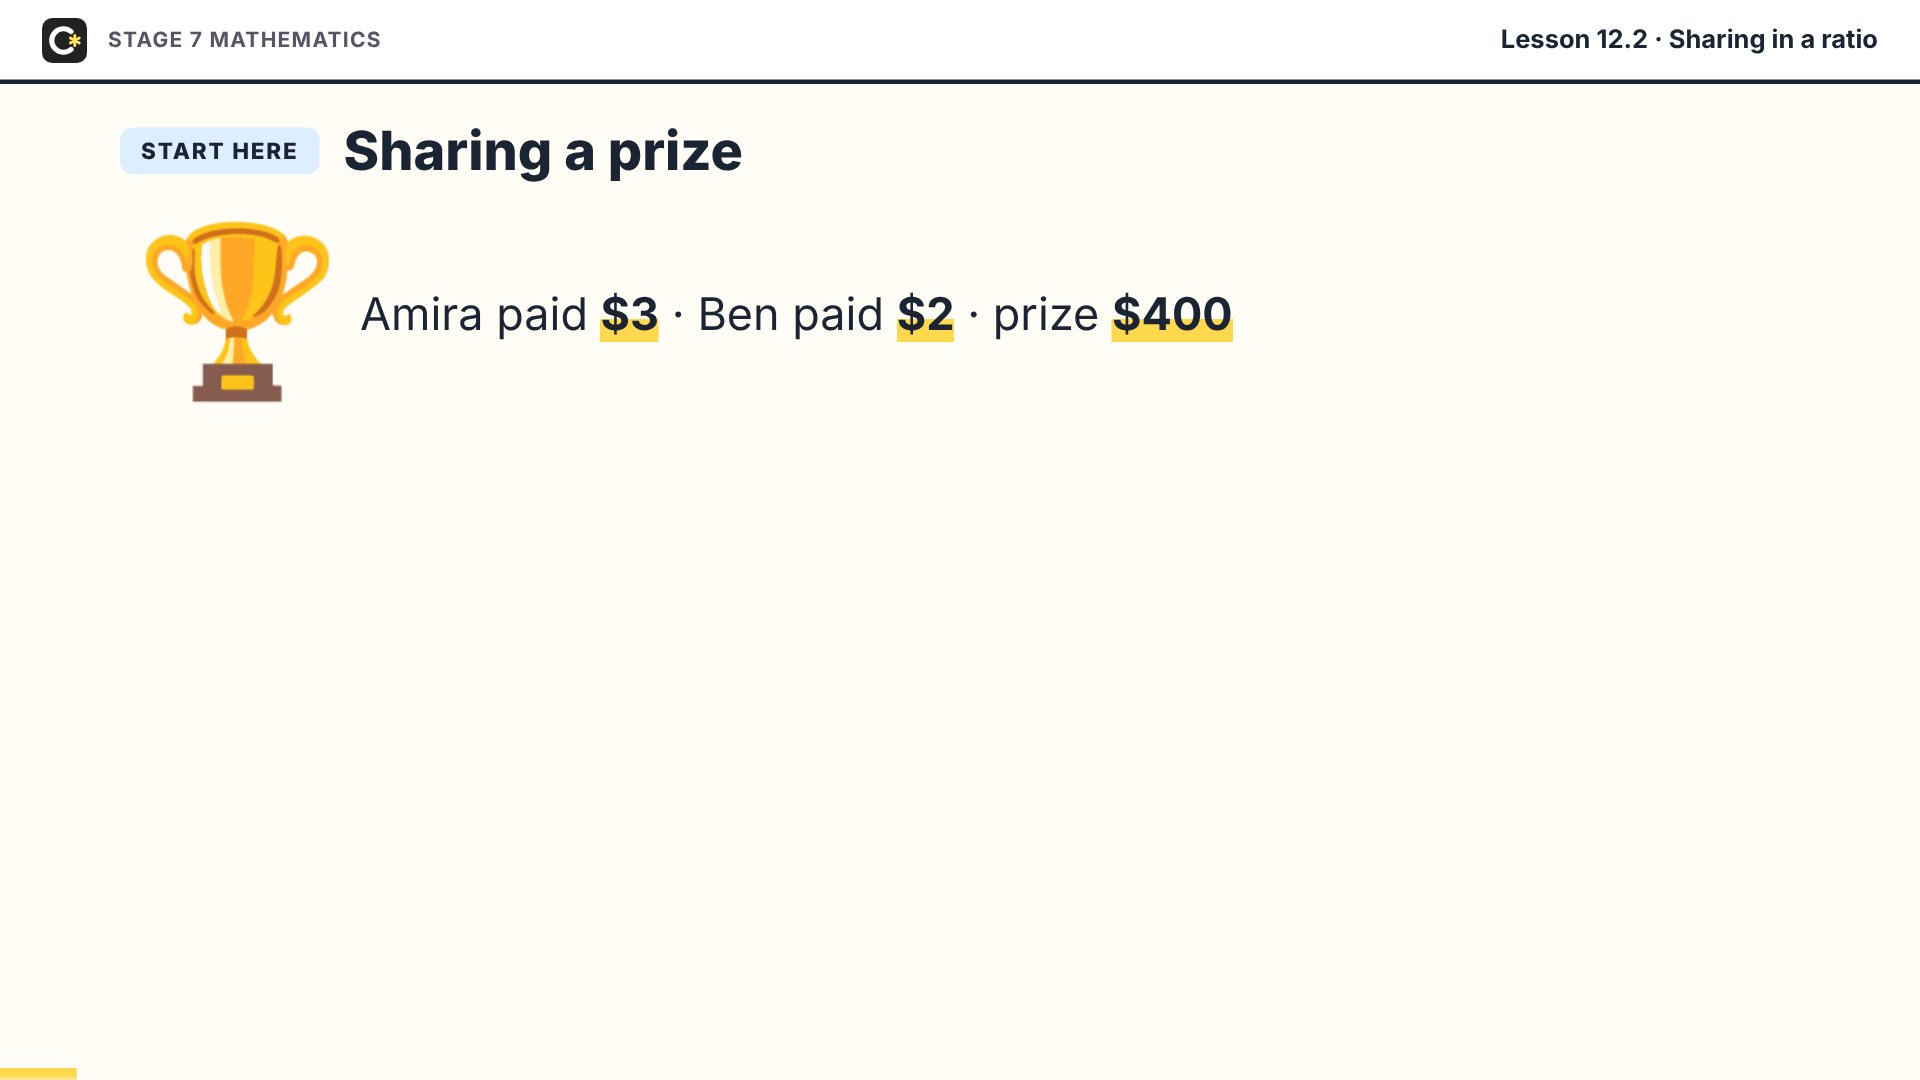 STAGE 7 MATHEMATICS
Lesson 12.2 · Sharing in a ratio
START HERE
Sharing a prize
Amira paid $3 · Ben paid $2 · prize $400